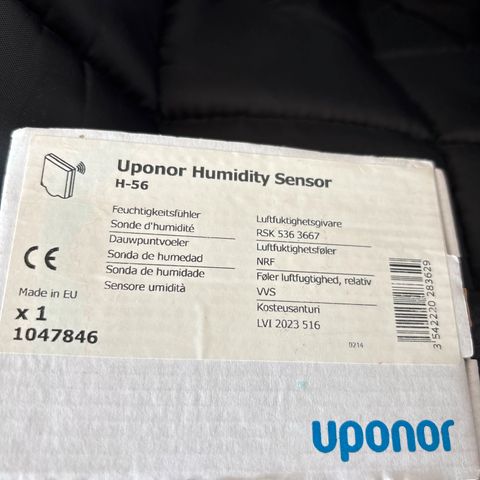 Uponor Humidity Sensor
H-56
Feuchtigkeitsfühler
Sonde d'humidité
Dauwpuntvoeler
Sonda de humedad
Sonda de humidade
Sensore umidità
Luftfuktighetsgivare
RSK 536 3667
Luftfuktighetsføler
NRF
Føler luftfugtighed, relativ
VVS
Kosteusanturi
LVI 2023 516
CE
Made in EU
x 1
1047846
0214
3 542220 283629
uponor